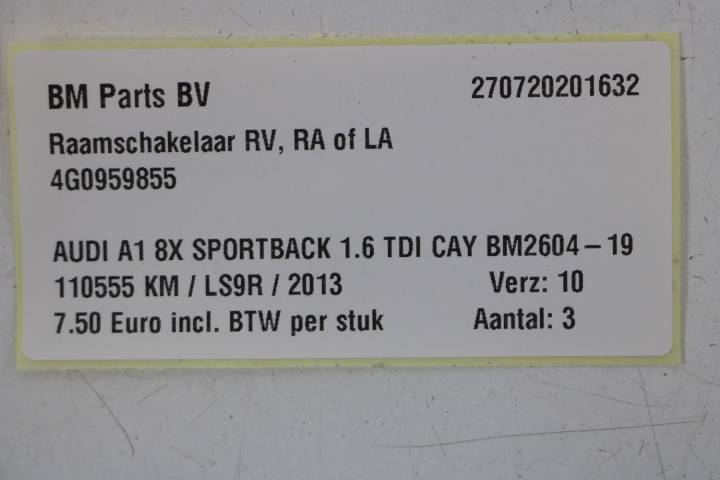 BM Parts BV 270720201632
Raamschakelaar RV, RA of LA
4G0959855
AUDI A1 8X SPORTBACK 1.6 TDI CAY BM2604 – 19
110555 KM / LS9R / 2013 Verz: 10
7.50 Euro incl. BTW per stuk Aantal: 3